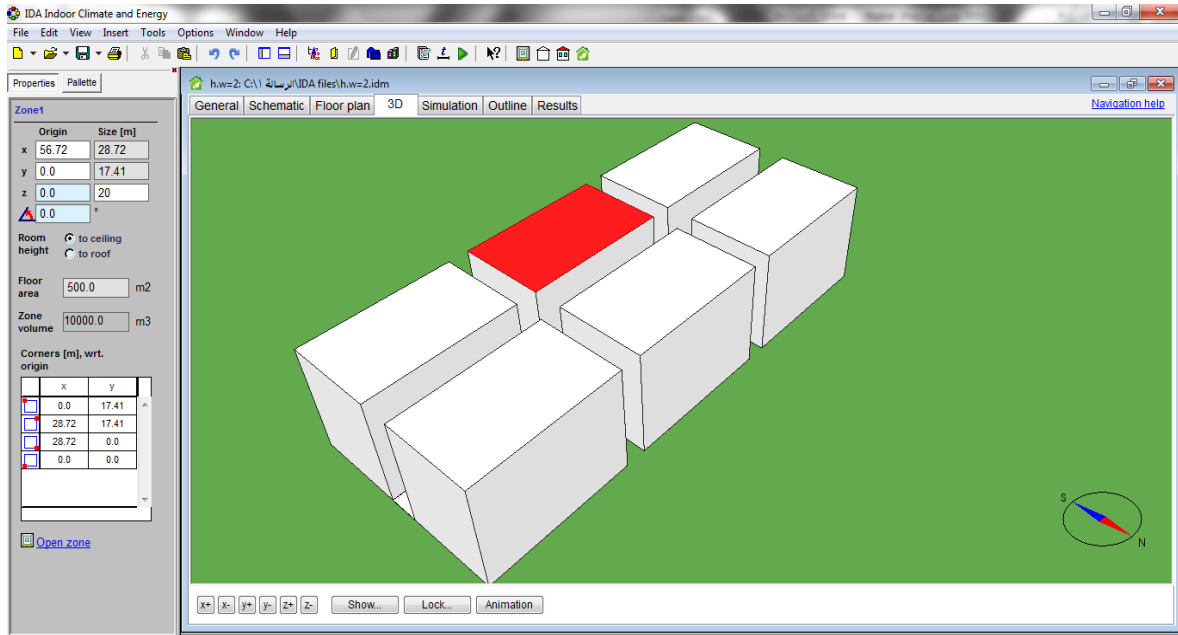 IDA Indoor Climate and Energy
File Edit View Insert Tools Options Window Help
Properties Palette
h.w=2: C:\١ الرسالة\IDA files\h.w=2.idm
General Schematic Floor plan 3D Simulation Outline Results
Navigation help
Zone1
Origin Size [m]
x 56.72 28.72
y 0.0 17.41
z 0.0 20
0.0 °
Room height
to ceiling
to roof
Floor area 500.0 m2
Zone volume 10000.0 m3
Corners [m], wrt. origin
x y
0.0 17.41
28.72 17.41
28.72 0.0
0.0 0.0
Open zone
S
N
x+ x- y+ y- z+ z- Show... Lock... Animation